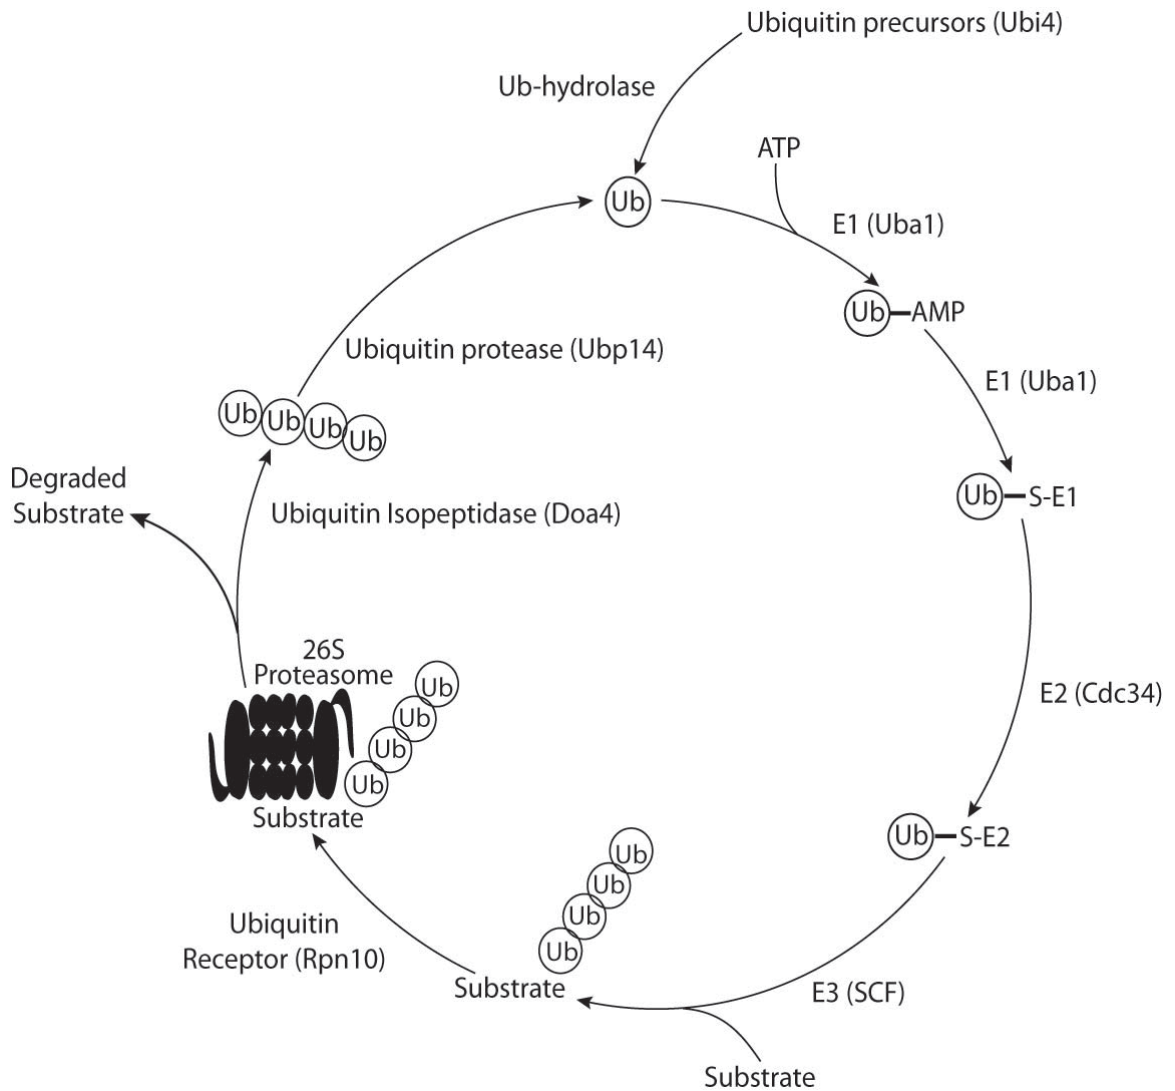 Ubiquitin precursors (Ubi4)
Ub-hydrolase
ATP
Ub
E1 (Uba1)
Ub AMP
E1 (Uba1)
Ub S-E1
E2 (Cdc34)
Ub S-E2
E3 (SCF)
Substrate
Ub
Ub
Ub
Ub
Substrate
Ubiquitin
Receptor (Rpn10)
26S
Proteasome
Ub
Ub
Ub
Ub
Substrate
Degraded
Substrate
Ubiquitin Isopeptidase (Doa4)
Ub Ub Ub Ub
Ubiquitin protease (Ubp14)